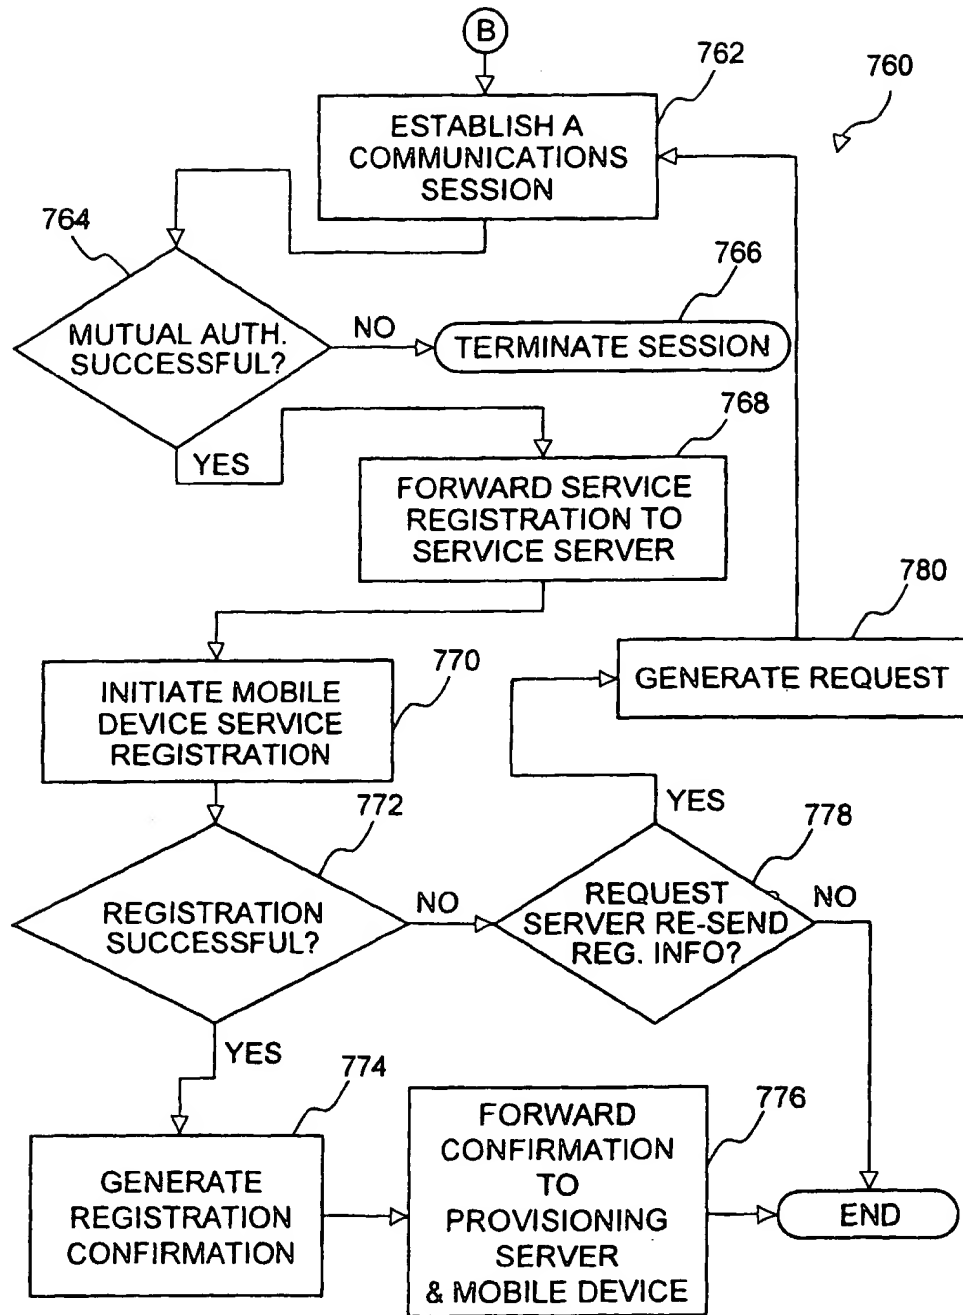 B
762
760
ESTABLISH A
COMMUNICATIONS
SESSION
764
766
MUTUAL AUTH.
SUCCESSFUL?
NO
TERMINATE SESSION
768
YES
FORWARD SERVICE
REGISTRATION TO
SERVICE SERVER
780
770
GENERATE REQUEST
INITIATE MOBILE
DEVICE SERVICE
REGISTRATION
YES
772
778
REGISTRATION
SUCCESSFUL?
NO
REQUEST
SERVER RE-SEND
REG. INFO?
NO
YES
774
776
GENERATE
REGISTRATION
CONFIRMATION
FORWARD
CONFIRMATION
TO
PROVISIONING
SERVER
& MOBILE DEVICE
END